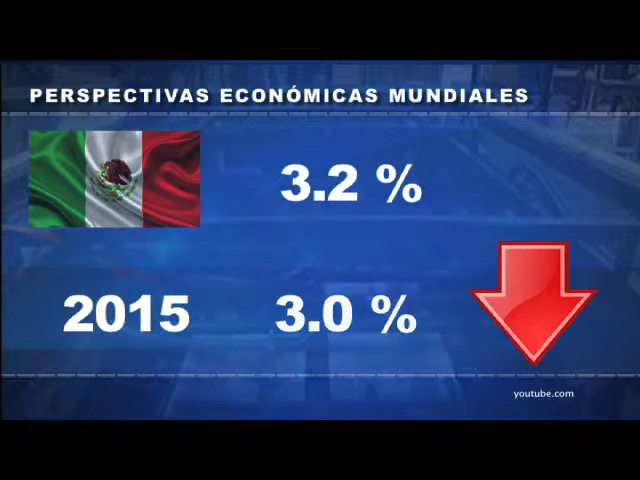 PERSPECTIVAS ECONÓMICAS MUNDIALES
3.2 %
2015 3.0 %
youtube.com